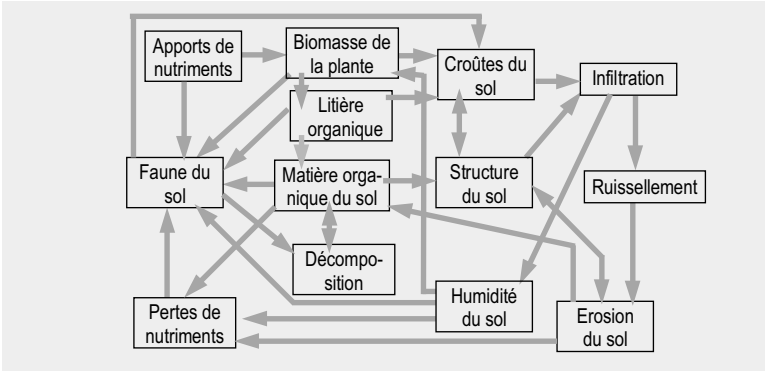 Apports de
nutriments
Biomasse de
la plante
Croûtes du
sol
Infiltration
Litière
organique
Faune du
sol
Matière orga-
nique du sol
Structure
du sol
Ruissellement
Décompo-
sition
Pertes de
nutriments
Humidité
du sol
Erosion
du sol